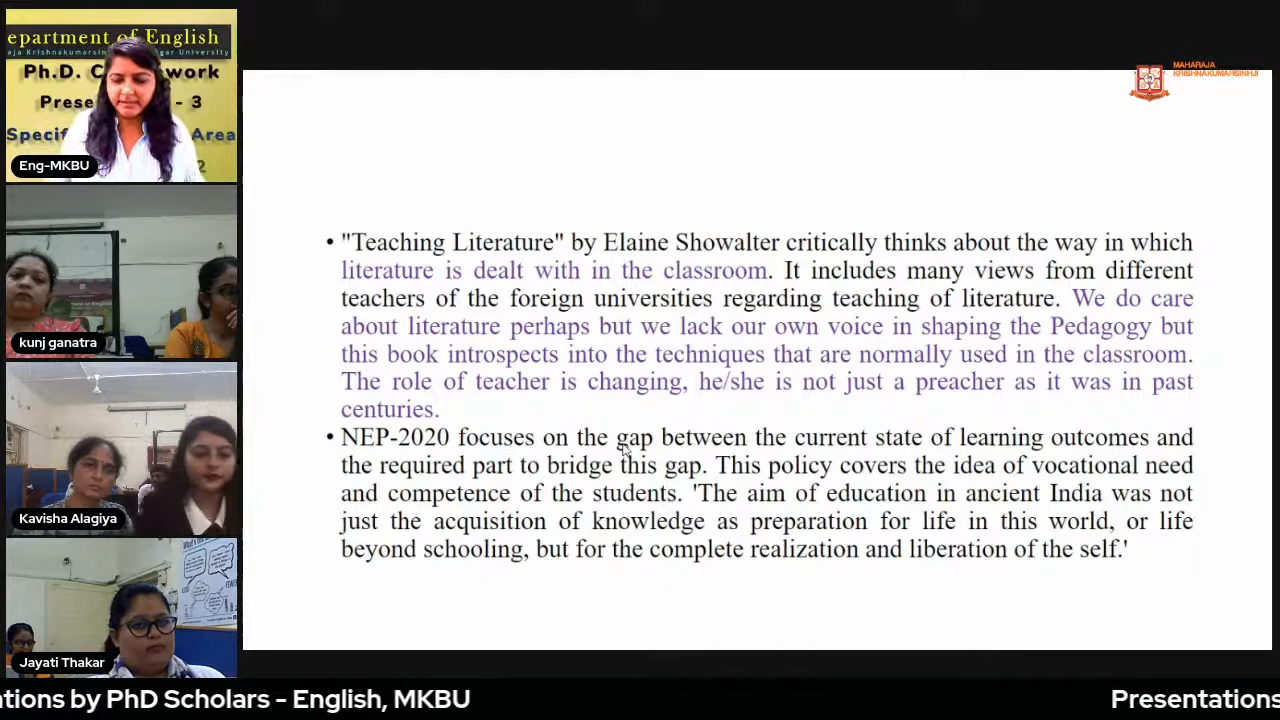 epartment of English
aja Krishnakumarsin gar University
Ph.D. C work
Prese - 3
Specif Area
2
Eng-MKBU
kunj ganatra
Kavisha Alagiya
Jayati Thakar
MAHARAJA
KRISHNAKUMARSINHJI
• "Teaching Literature" by Elaine Showalter critically thinks about the way in which
literature is dealt with in the classroom. It includes many views from different
teachers of the foreign universities regarding teaching of literature. We do care
about literature perhaps but we lack our own voice in shaping the Pedagogy but
this book introspects into the techniques that are normally used in the classroom.
The role of teacher is changing, he/she is not just a preacher as it was in past
centuries.
• NEP-2020 focuses on the gap between the current state of learning outcomes and
the required part to bridge this gap. This policy covers the idea of vocational need
and competence of the students. 'The aim of education in ancient India was not
just the acquisition of knowledge as preparation for life in this world, or life
beyond schooling, but for the complete realization and liberation of the self.'
ations by PhD Scholars - English, MKBU
Presentations